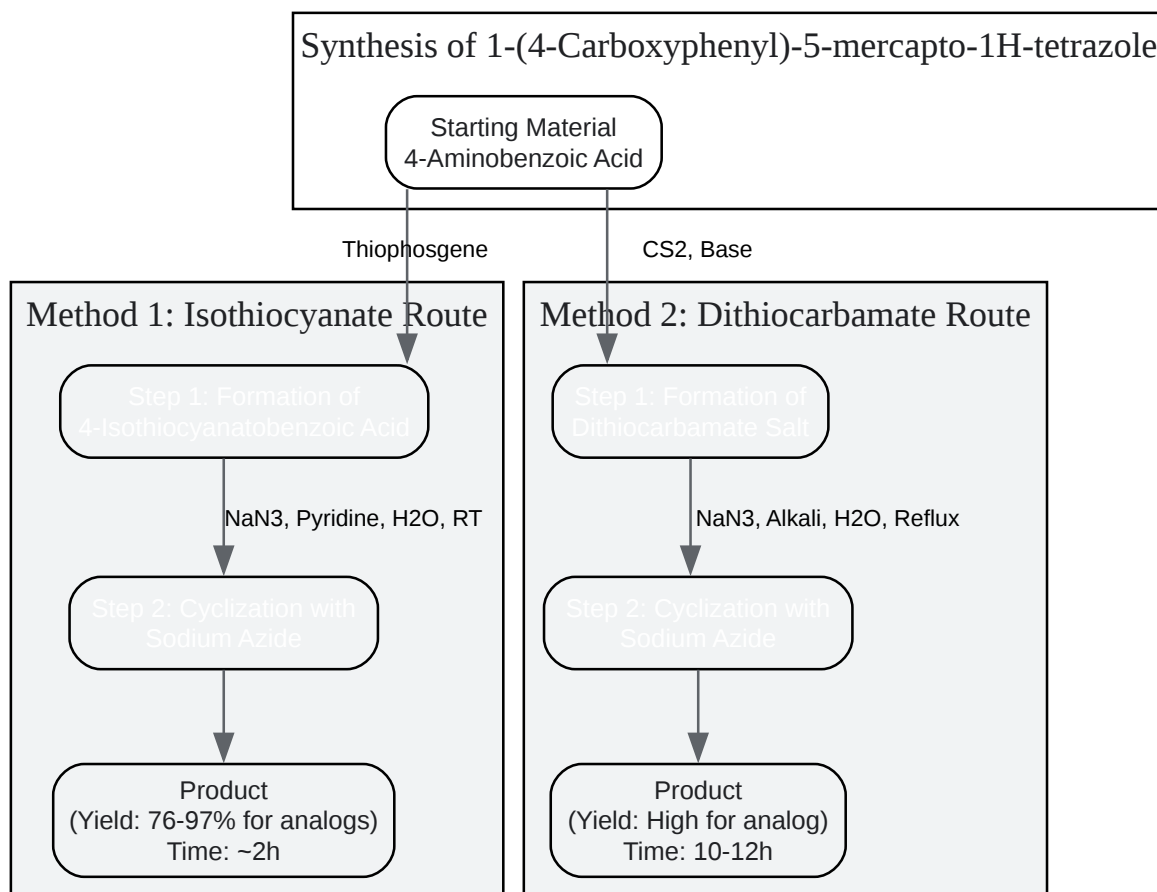 Synthesis of 1-(4-Carboxyphenyl)-5-mercapto-1H-tetrazole
Starting Material
4-Aminobenzoic Acid
Thiophosgene
CS2, Base
Method 1: Isothiocyanate Route
Method 2: Dithiocarbamate Route
Step 1: Formation of
4-Isothiocyanatobenzoic Acid
Step 1: Formation of
Dithiocarbamate Salt
NaN3, Pyridine, H2O, RT
NaN3, Alkali, H2O, Reflux
Step 2: Cyclization with
Sodium Azide
Step 2: Cyclization with
Sodium Azide
Product
(Yield: 76-97% for analogs)
Time: ~2h
Product
(Yield: High for analog)
Time: 10-12h